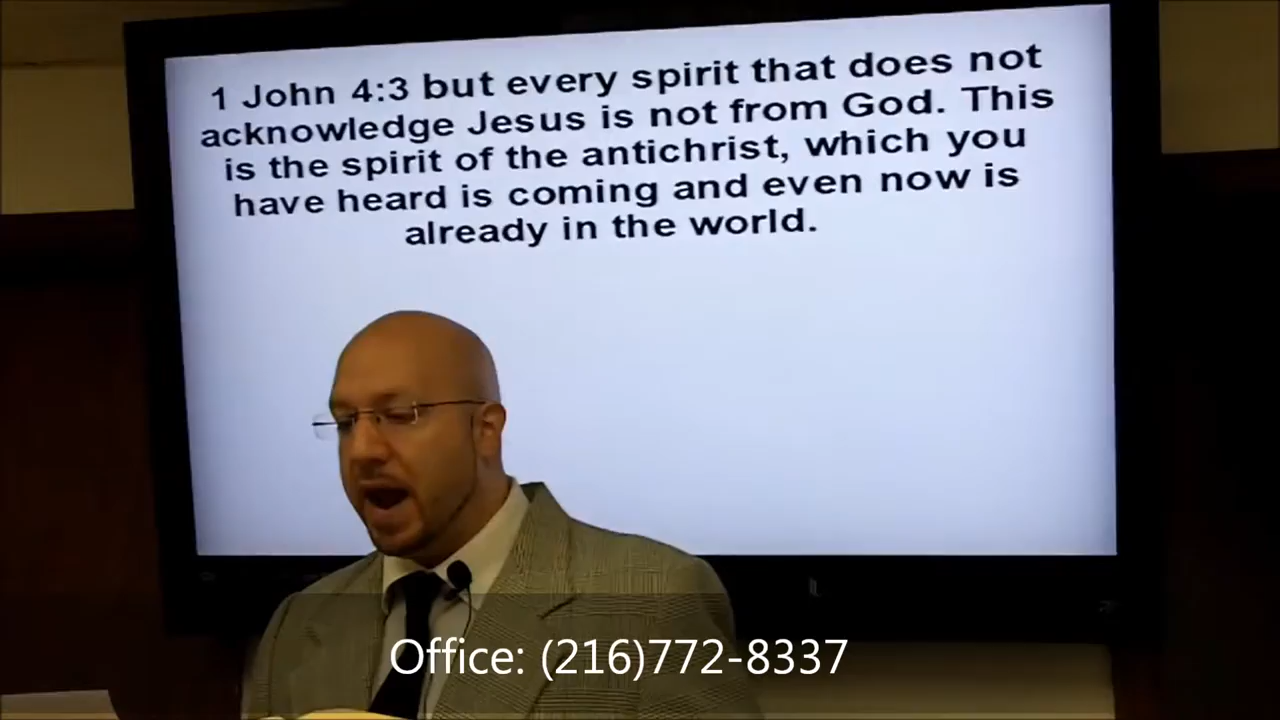 1 John 4:3 but every spirit that does not
acknowledge Jesus is not from God. This
is the spirit of the antichrist, which you
have heard is coming and even now is
already in the world.
Office: (216)772-8337